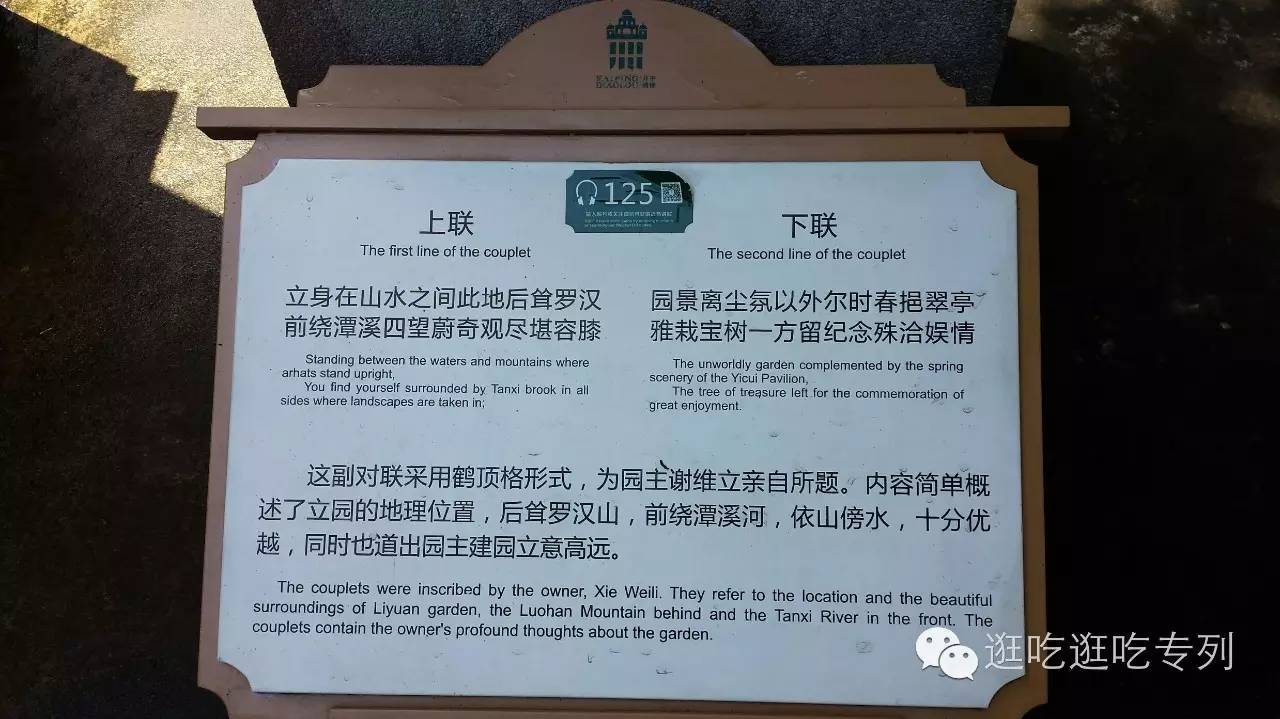 KAIPING 开平
DIAOLOU 碉楼
125
上联
The first line of the couplet
下联
The second line of the couplet
立身在山水之间此地后耸罗汉
前绕潭溪四望蔚奇观尽堪容膝
Standing between the waters and mountains where
arhats stand upright,
You find yourself surrounded by Tanxi brook in all
sides where landscapes are taken in;
园景离尘氛以外尔时春挹翠亭
雅栽宝树一方留纪念殊洽娱情
The unworldly garden complemented by the spring
scenery of the Yicui Pavilion,
The tree of treasure left for the commemoration of
great enjoyment.
这副对联采用鹤顶格形式，为园主谢维立亲自所题。内容简单概
述了立园的地理位置，后耸罗汉山，前绕潭溪河，依山傍水，十分优
越，同时也道出园主建园立意高远。
The couplets were inscribed by the owner, Xie Weili. They refer to the location and the beautiful
surroundings of Liyuan garden, the Luohan Mountain behind and the Tanxi River in the front. The
couplets contain the owner's profound thoughts about the garden.
逛吃逛吃专列